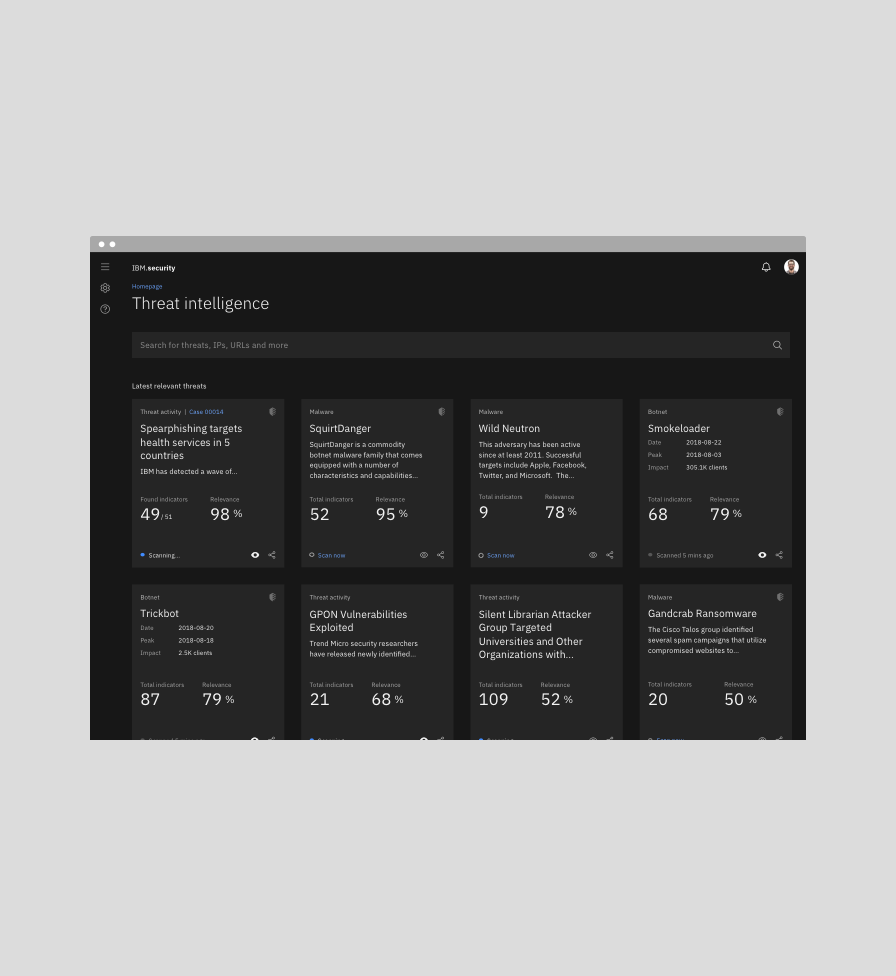 IBM.security
Homepage
Threat intelligence
Search for threats, IPs, URLs and more
Latest relevant threats
Threat activity | Case 00014
Spearphishing targets
health services in 5
countries
IBM has detected a wave of...
Found indicators Relevance
49 / 51 98 %
Scanning...
Malware
SquirtDanger
SquirtDanger is a commodity
botnet malware family that comes
equipped with a number of
characteristics and capabilities...
Total indicators Relevance
52 95 %
Scan now
Malware
Wild Neutron
This adversary has been active
since at least 2011. Successful
targets include Apple, Facebook,
Twitter, and Microsoft. The...
Total indicators Relevance
9 78 %
Scan now
Botnet
Smokeloader
Date 2018-08-22
Peak 2018-08-03
Impact 305.1K clients
Total indicators Relevance
68 79 %
Scanned 5 mins ago
Botnet
Trickbot
Date 2018-08-20
Peak 2018-08-18
Impact 2.5K clients
Total indicators Relevance
87 79 %
Threat activity
GPON Vulnerabilities
Exploited
Trend Micro security researchers
have released newly identified...
Total indicators Relevance
21 68 %
Threat activity
Silent Librarian Attacker
Group Targeted
Universities and Other
Organizations with...
Total indicators Relevance
109 52 %
Malware
Gandcrab Ransomware
The Cisco Talos group identified
several spam campaigns that utilize
compromised websites to...
Total indicators Relevance
20 50 %